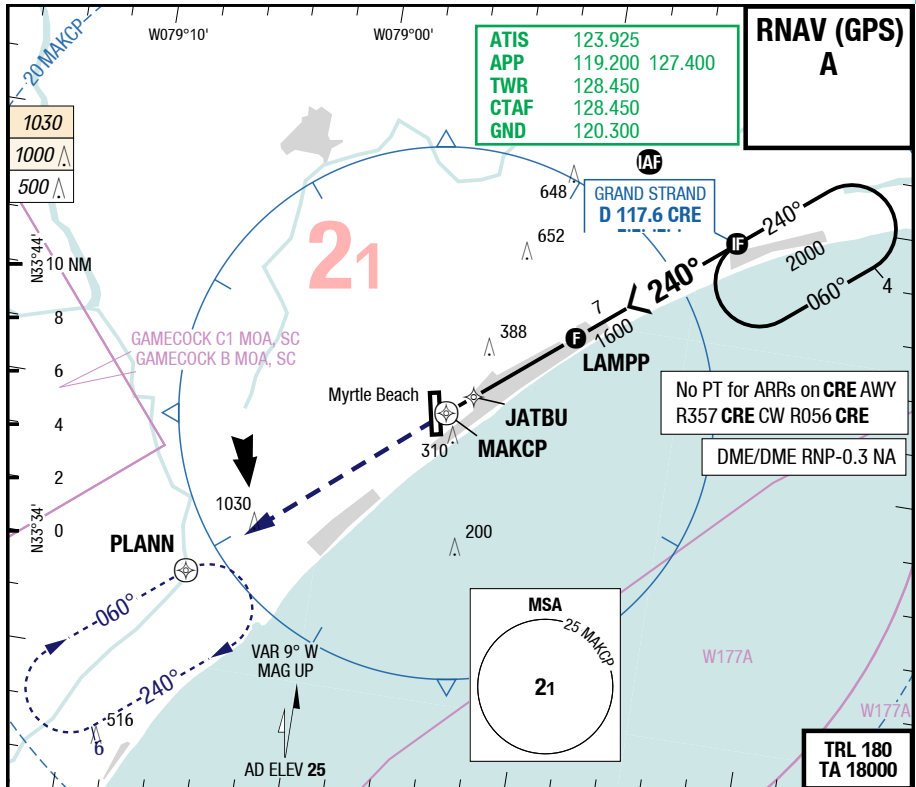 W079°10'
W079°00'
20 MAKCP
ATIS 123.925
APP 119.200 127.400
TWR 128.450
CTAF 128.450
GND 120.300
RNAV (GPS)
A
1030
1000
500
IAF
GRAND STRAND
D 117.6 CRE
648
652
21
N33°44'
10 NM
8
6
4
2
0
N33°34'
GAMECOCK C1 MOA, SC
GAMECOCK B MOA, SC
IF
240°
2000
060°
4
240°
7
1600
F
LAMPP
388
Myrtle Beach
JATBU
MAKCP
310
No PT for ARRs on CRE AWY
R357 CRE CW R056 CRE
DME/DME RNP-0.3 NA
1030
200
PLANN
060°
240°
516
6
VAR 9° W
MAG UP
AD ELEV 25
MSA
25 MAKCP
21
W177A
W177A
TRL 180
TA 18000